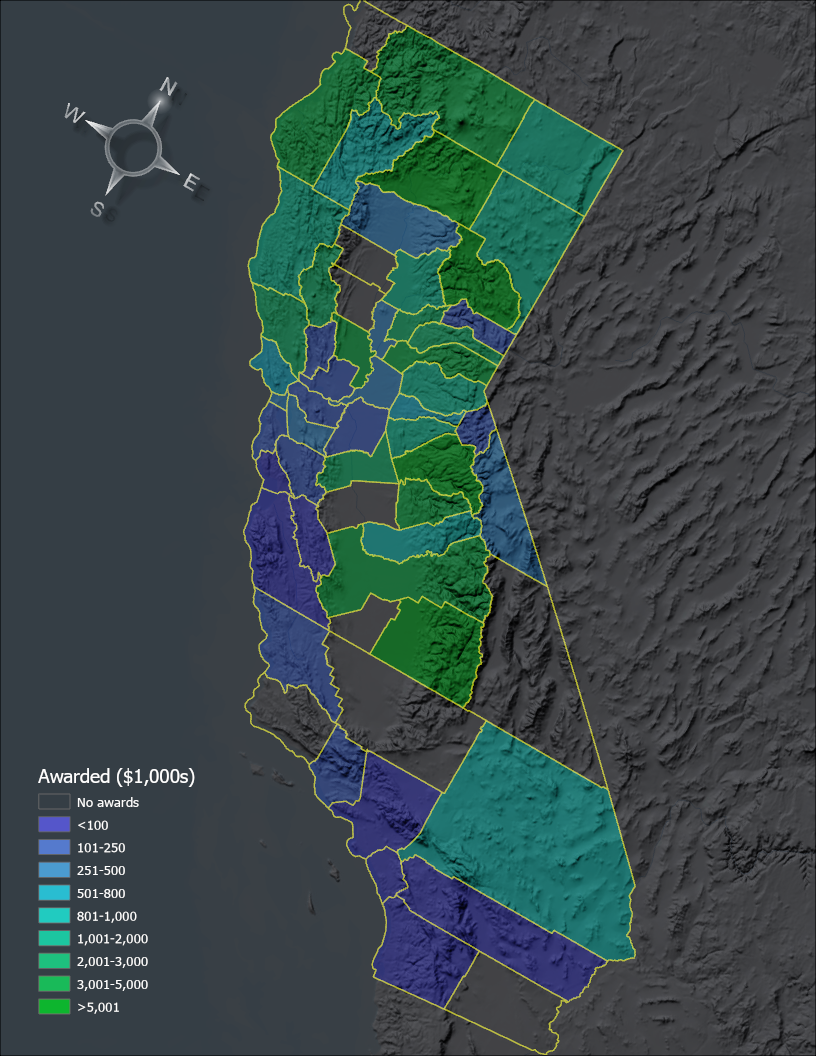 N
W
E
S
Awarded ($1,000s)
No awards
<100
101-250
251-500
501-800
801-1,000
1,001-2,000
2,001-3,000
3,001-5,000
>5,001